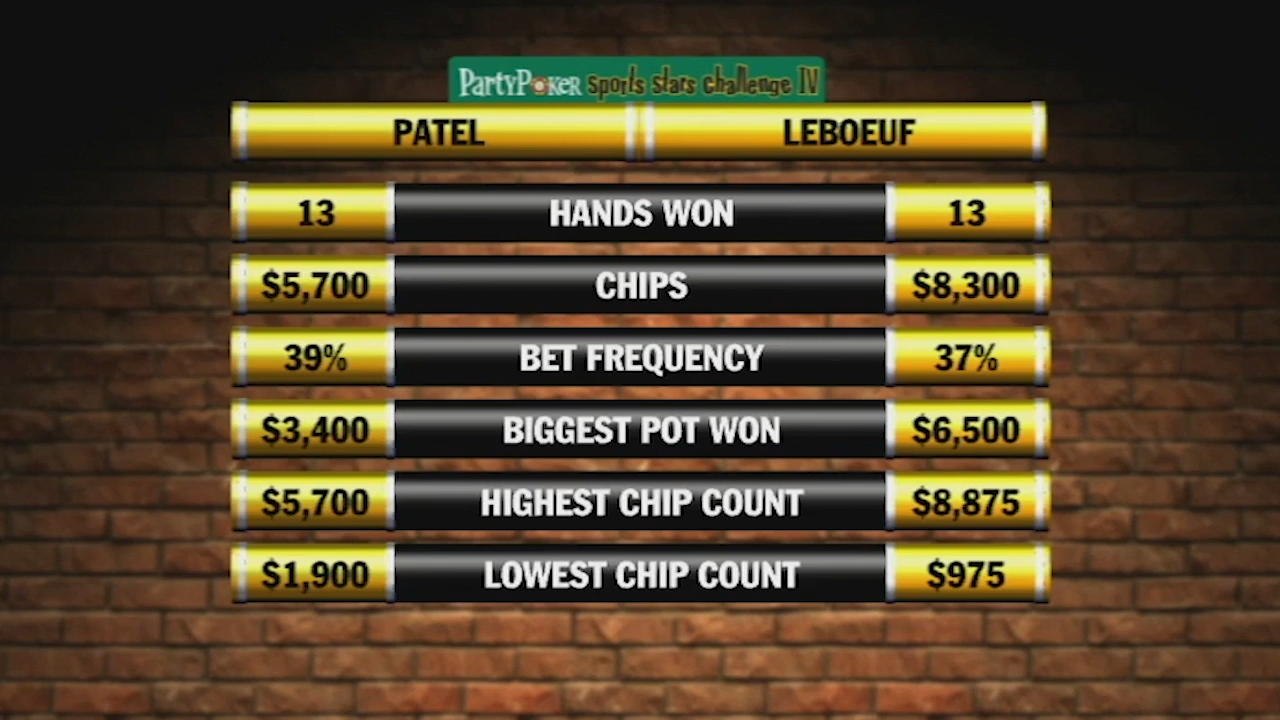 PartyPoker sports stars challenge IV
PATEL LEBOEUF
13 HANDS WON 13
$5,700 CHIPS $8,300
39% BET FREQUENCY 37%
$3,400 BIGGEST POT WON $6,500
$5,700 HIGHEST CHIP COUNT $8,875
$1,900 LOWEST CHIP COUNT $975